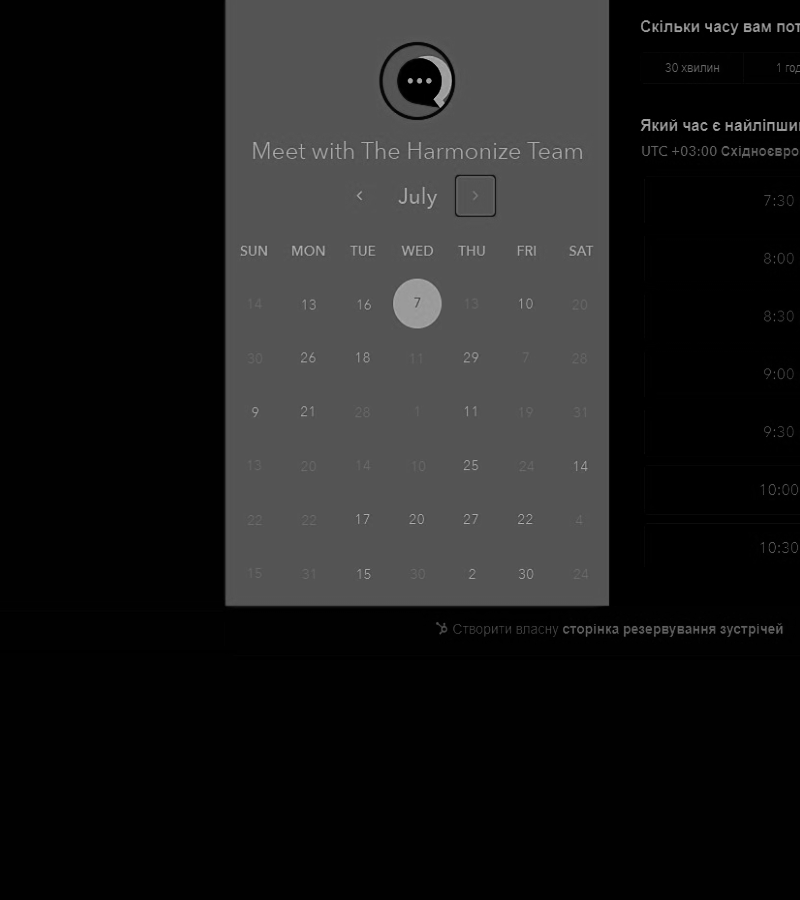 Meet with The Harmonize Team
July
SUN MON TUE WED THU FRI SAT
14 13 16 7 13 10 20
30 26 18 11 29 7 28
9 21 28 1 11 19 31
13 20 14 10 25 24 14
22 22 17 20 27 22 4
15 31 15 30 2 30 24
Скільки часу вам пот
30 хвилин 1 год
Який час є найліпши
UTC +03:00 Східноєвро
7:30
8:00
8:30
9:00
9:30
10:00
10:30
Створити власну сторінка резервування зустрічей